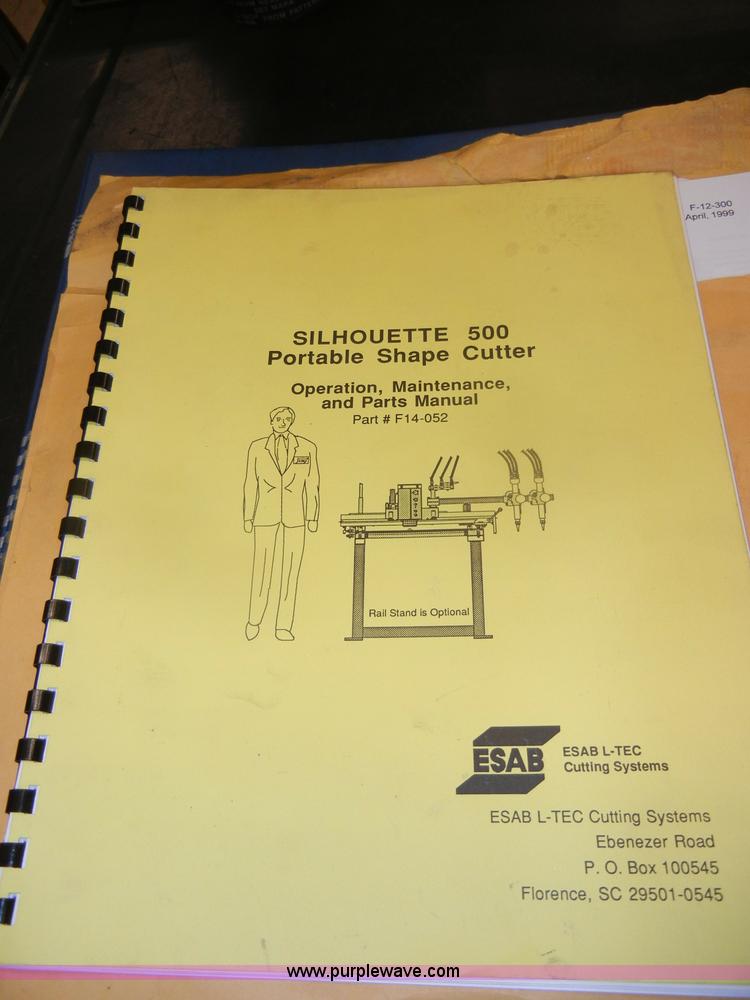 FROM PATTERN
F-12-300
April, 1999
SILHOUETTE 500
Portable Shape Cutter
Operation, Maintenance,
and Parts Manual
Part # F14-052
Rail Stand is Optional
ESAB
ESAB L-TEC
Cutting Systems
ESAB L-TEC Cutting Systems
Ebenezer Road
P. O. Box 100545
Florence, SC 29501-0545
www.purplewave.com